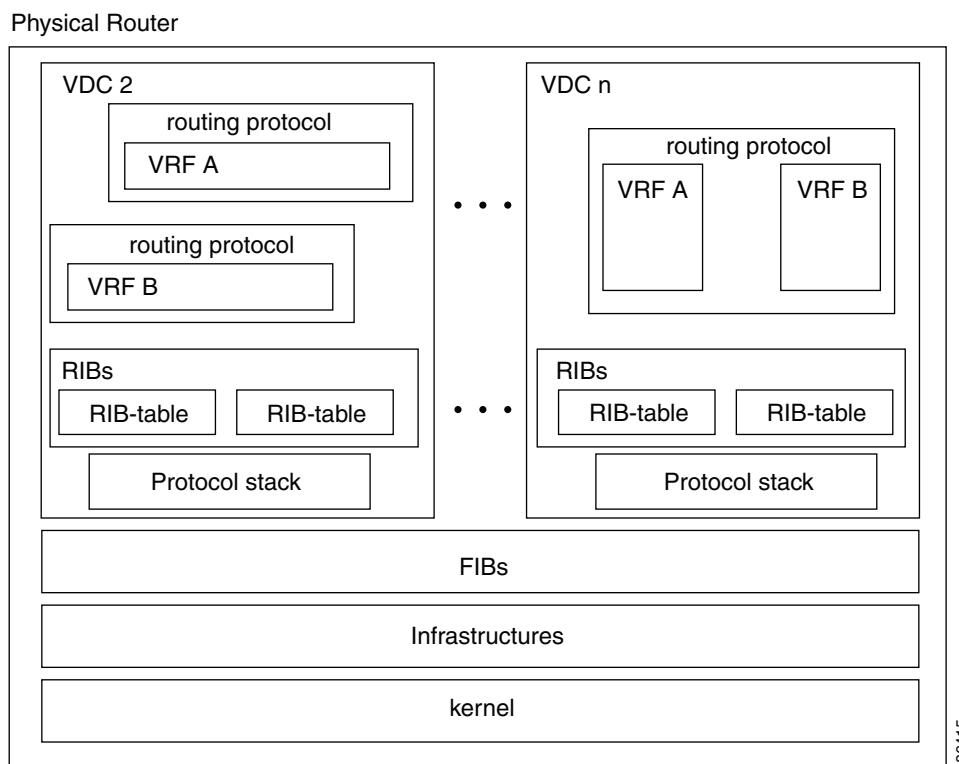 Physical Router
VDC 2
routing protocol
VRF A
routing protocol
VRF B
RIBs
RIB-table
RIB-table
Protocol stack
VDC n
routing protocol
VRF A
VRF B
RIBs
RIB-table
RIB-table
Protocol stack
FIBs
Infrastructures
kernel